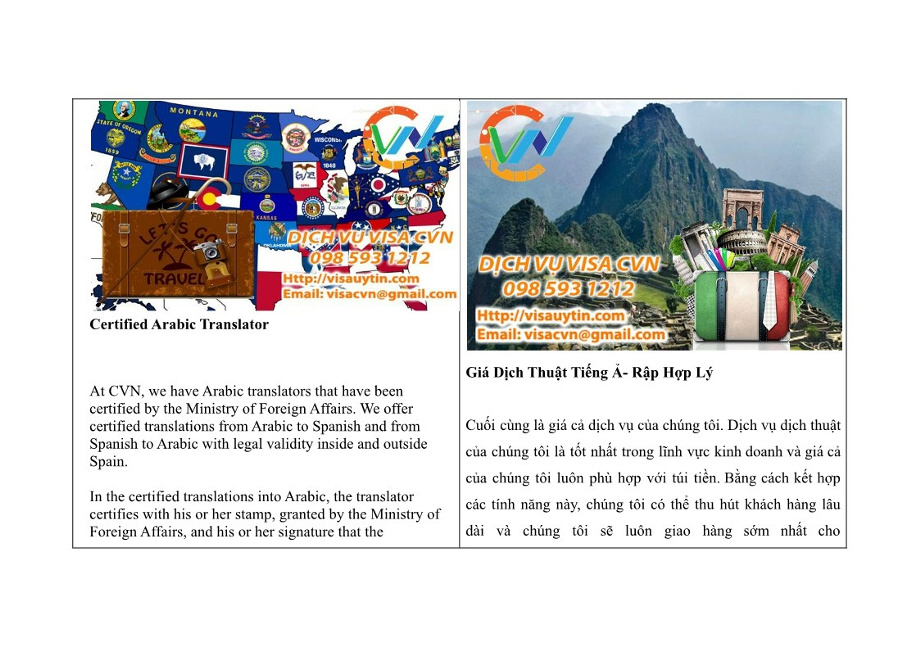 MONTANA
STATE OF OREGON
1859
WISCONSIN
1848
KANSAS
OKLAHOMA
LET'S GO
TRAVEL
CVN
DỊCH VỤ VISA CVN
098 593 1212
Http://visauytin.com
Email: visacvn@gmail.com
Certified Arabic Translator
At CVN, we have Arabic translators that have been
certified by the Ministry of Foreign Affairs. We offer
certified translations from Arabic to Spanish and from
Spanish to Arabic with legal validity inside and outside
Spain.
In the certified translations into Arabic, the translator
certifies with his or her stamp, granted by the Ministry of
Foreign Affairs, and his or her signature that the
CVN
DỊCH VỤ VISA CVN
098 593 1212
Http://visauytin.com
Email: visacvn@gmail.com
Giá Dịch Thuật Tiếng Ả- Rập Hợp Lý
Cuối cùng là giá cả dịch vụ của chúng tôi. Dịch vụ dịch thuật
của chúng tôi là tốt nhất trong lĩnh vực kinh doanh và giá cả
của chúng tôi luôn phù hợp với túi tiền. Bằng cách kết hợp
các tính năng này, chúng tôi có thể thu hút khách hàng lâu
dài và chúng tôi sẽ luôn giao hàng sớm nhất cho